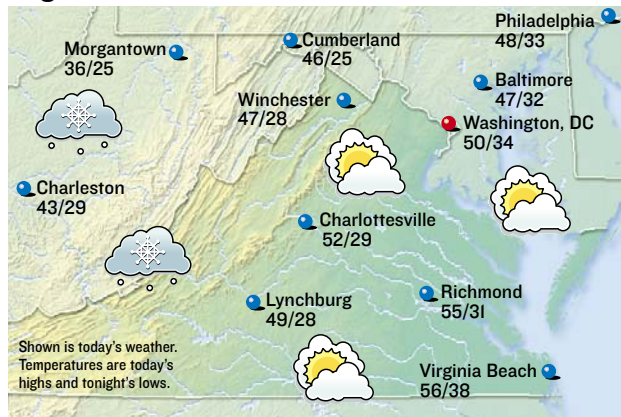 Philadelphia
48/33
Morgantown
36/25
Cumberland
46/25
Baltimore
47/32
Winchester
47/28
Washington, DC
50/34
Charleston
43/29
Charlottesville
52/29
Lynchburg
49/28
Richmond
55/31
Shown is today's weather.
Temperatures are today's
highs and tonight's lows.
Virginia Beach
56/38